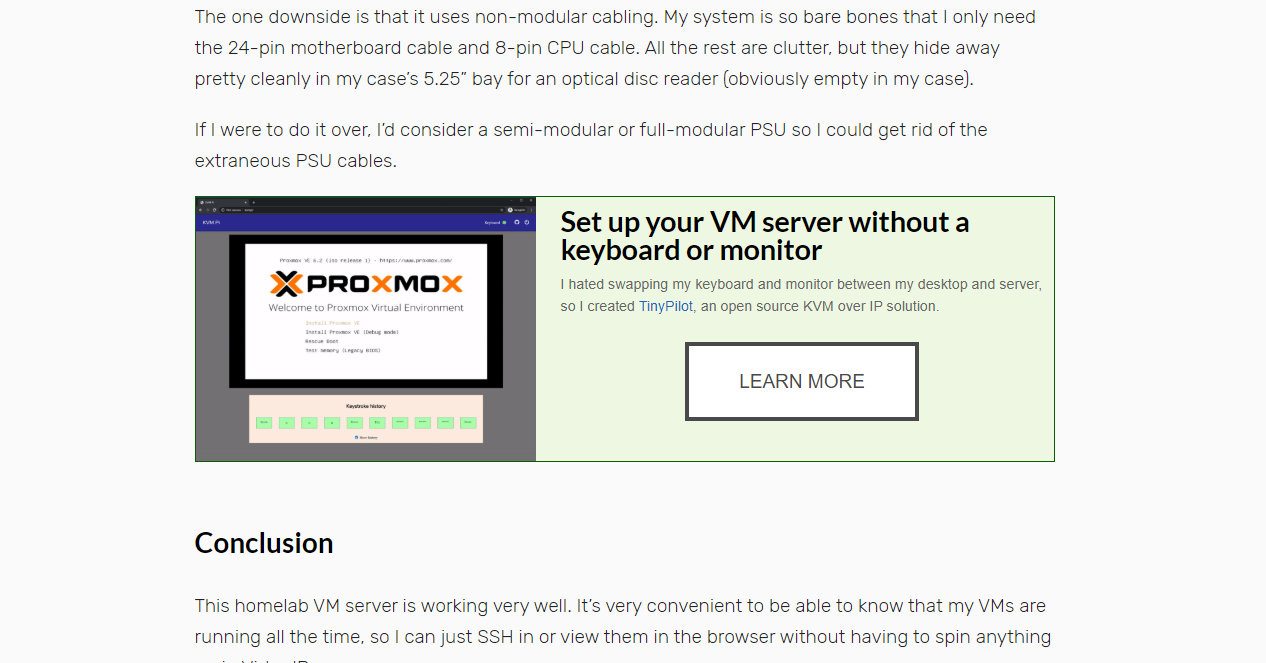 The one downside is that it uses non-modular cabling. My system is so bare bones that I only need
the 24-pin motherboard cable and 8-pin CPU cable. All the rest are clutter, but they hide away
pretty cleanly in my case’s 5.25” bay for an optical disc reader (obviously empty in my case).
If I were to do it over, I’d consider a semi-modular or full-modular PSU so I could get rid of the
extraneous PSU cables.
KVM Pi
Proxmox VE 6.2 (iso release 1) - https://www.proxmox.com/
PROXMOX
Welcome to Proxmox Virtual Environment
Install Proxmox VE
Install Proxmox VE (Debug mode)
Rescue Boot
Test memory (Legacy BIOS)
Keystroke history
Set up your VM server without a
keyboard or monitor
I hated swapping my keyboard and monitor between my desktop and server,
so I created TinyPilot, an open source KVM over IP solution.
LEARN MORE
Conclusion
This homelab VM server is working very well. It’s very convenient to be able to know that my VMs are
running all the time, so I can just SSH in or view them in the browser without having to spin anything